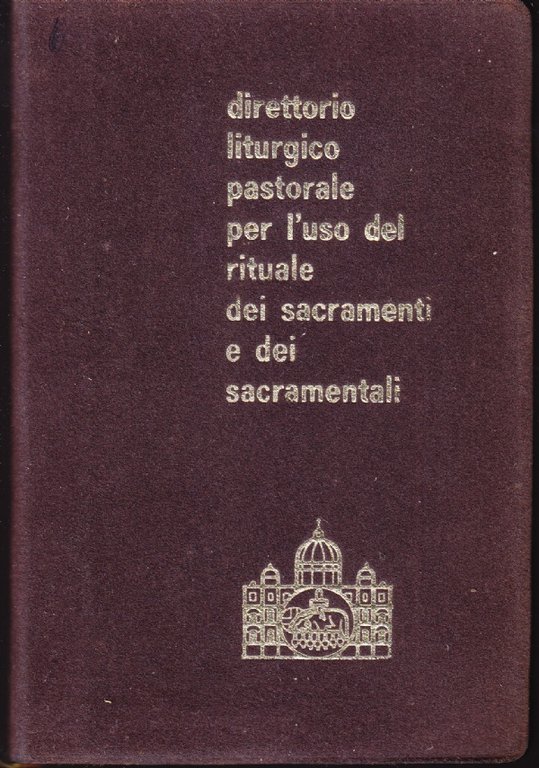 direttorio
liturgico
pastorale
per l'uso del
rituale
dei sacramenti
e dei
sacramentali